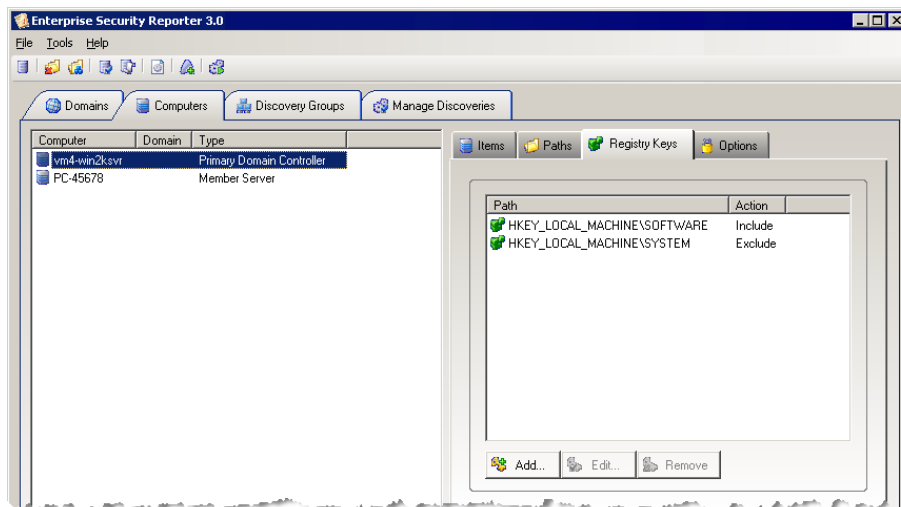 Enterprise Security Reporter 3.0
File Tools Help
Domains Computers Discovery Groups Manage Discoveries
Computer Domain Type
vm4-win2ksvr Primary Domain Controller
PC-45678 Member Server
Items Paths Registry Keys Options
Path Action
HKEY_LOCAL_MACHINE\SOFTWARE Include
HKEY_LOCAL_MACHINE\SYSTEM Exclude
Add... Edit... Remove